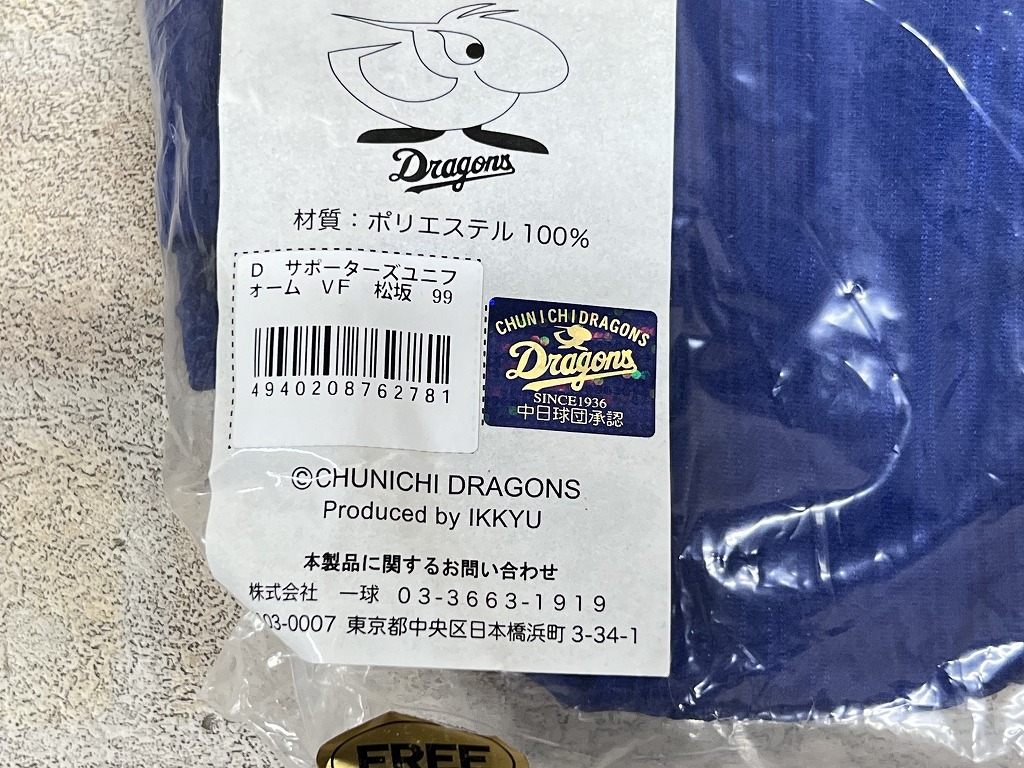 Dragons
材質：ポリエステル 100%
D サポーターズユニフ
ォーム VF 松坂 99
4940208762781
CHUNICHIDRAGONS
Dragons
SINCE1936
中日球団承認
©CHUNICHI DRAGONS
Produced by IKKYU
本製品に関するお問い合わせ
株式会社 一球 03-3663-1919
03-0007 東京都中央区日本橋浜町 3-34-1
FREE